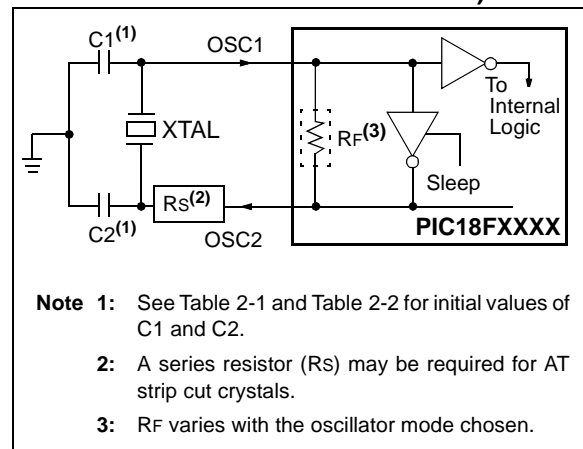 C1(1)
OSC1
To
Internal
Logic
XTAL
RF(3)
Sleep
RS(2)
C2(1)
OSC2
PIC18FXXXX
Note 1: See Table 2-1 and Table 2-2 for initial values of
C1 and C2.
2: A series resistor (RS) may be required for AT
strip cut crystals.
3: RF varies with the oscillator mode chosen.